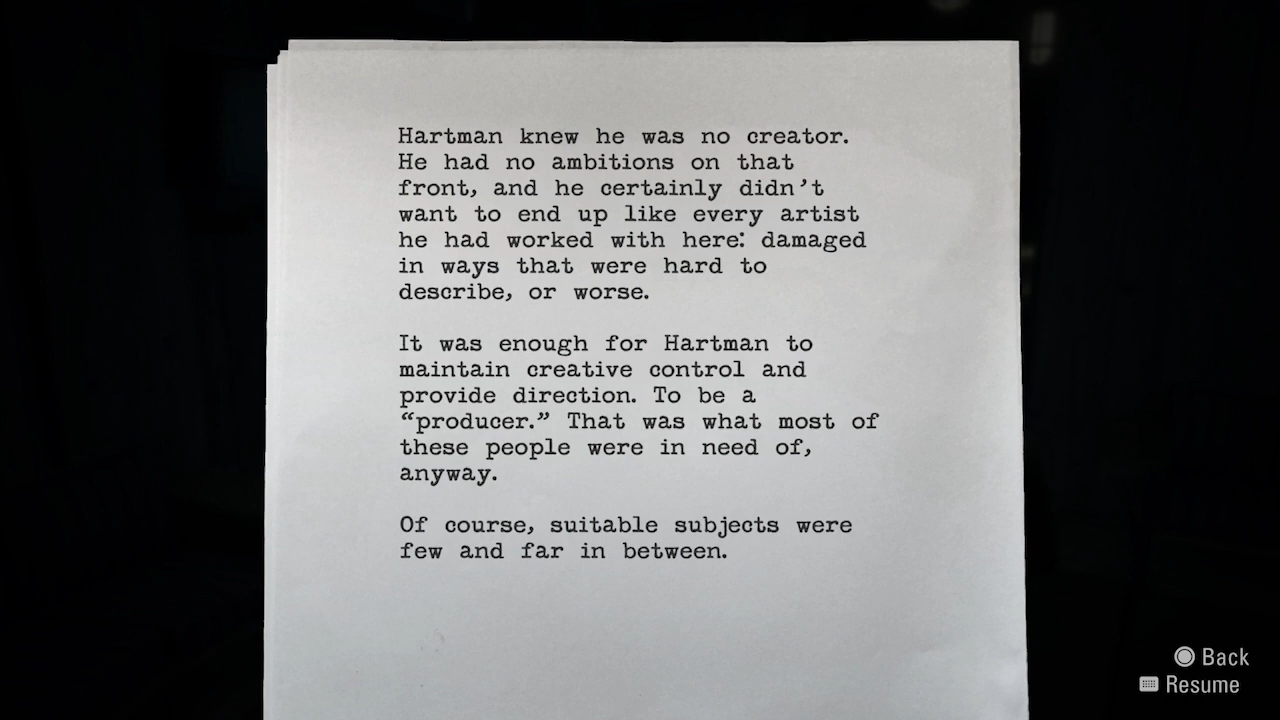 Hartman knew he was no creator.
He had no ambitions on that
front, and he certainly didn’t
want to end up like every artist
he had worked with here: damaged
in ways that were hard to
describe, or worse.
It was enough for Hartman to
maintain creative control and
provide direction. To be a
“producer.” That was what most of
these people were in need of,
anyway.
Of course, suitable subjects were
few and far in between.
Back
Resume